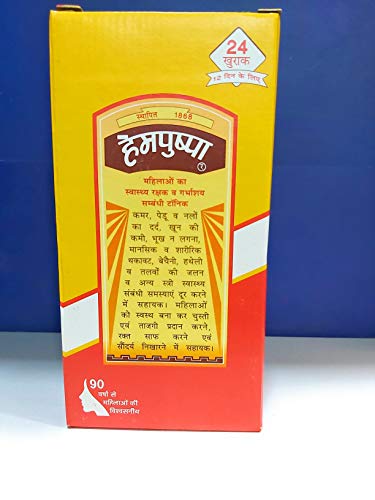 24
खुराक
12 दिन के लिए
स्थापित 1868
हेमपुष्पा
R
महिलाओं का
स्वास्थ्य रक्षक व गर्भाशय
सम्बंधी टॉनिक
कमर, पेडू व नलों
का दर्द, खून की
कमी, भूख न लगना,
मानसिक व शारीरिक
थकावट, बेचैनी, हथेली
व तलवों की जलन
व अन्य स्त्री स्वास्थ्य
संबंधी समस्याएं दूर करने
में सहायक। महिलाओं
को स्वस्थ बना कर चुस्ती
एवं ताजगी प्रदान करने,
रक्त साफ करने एवं
सौंदर्य निखारने में सहायक।
90
वर्षों से
महिलाओं की
विश्वसनीय